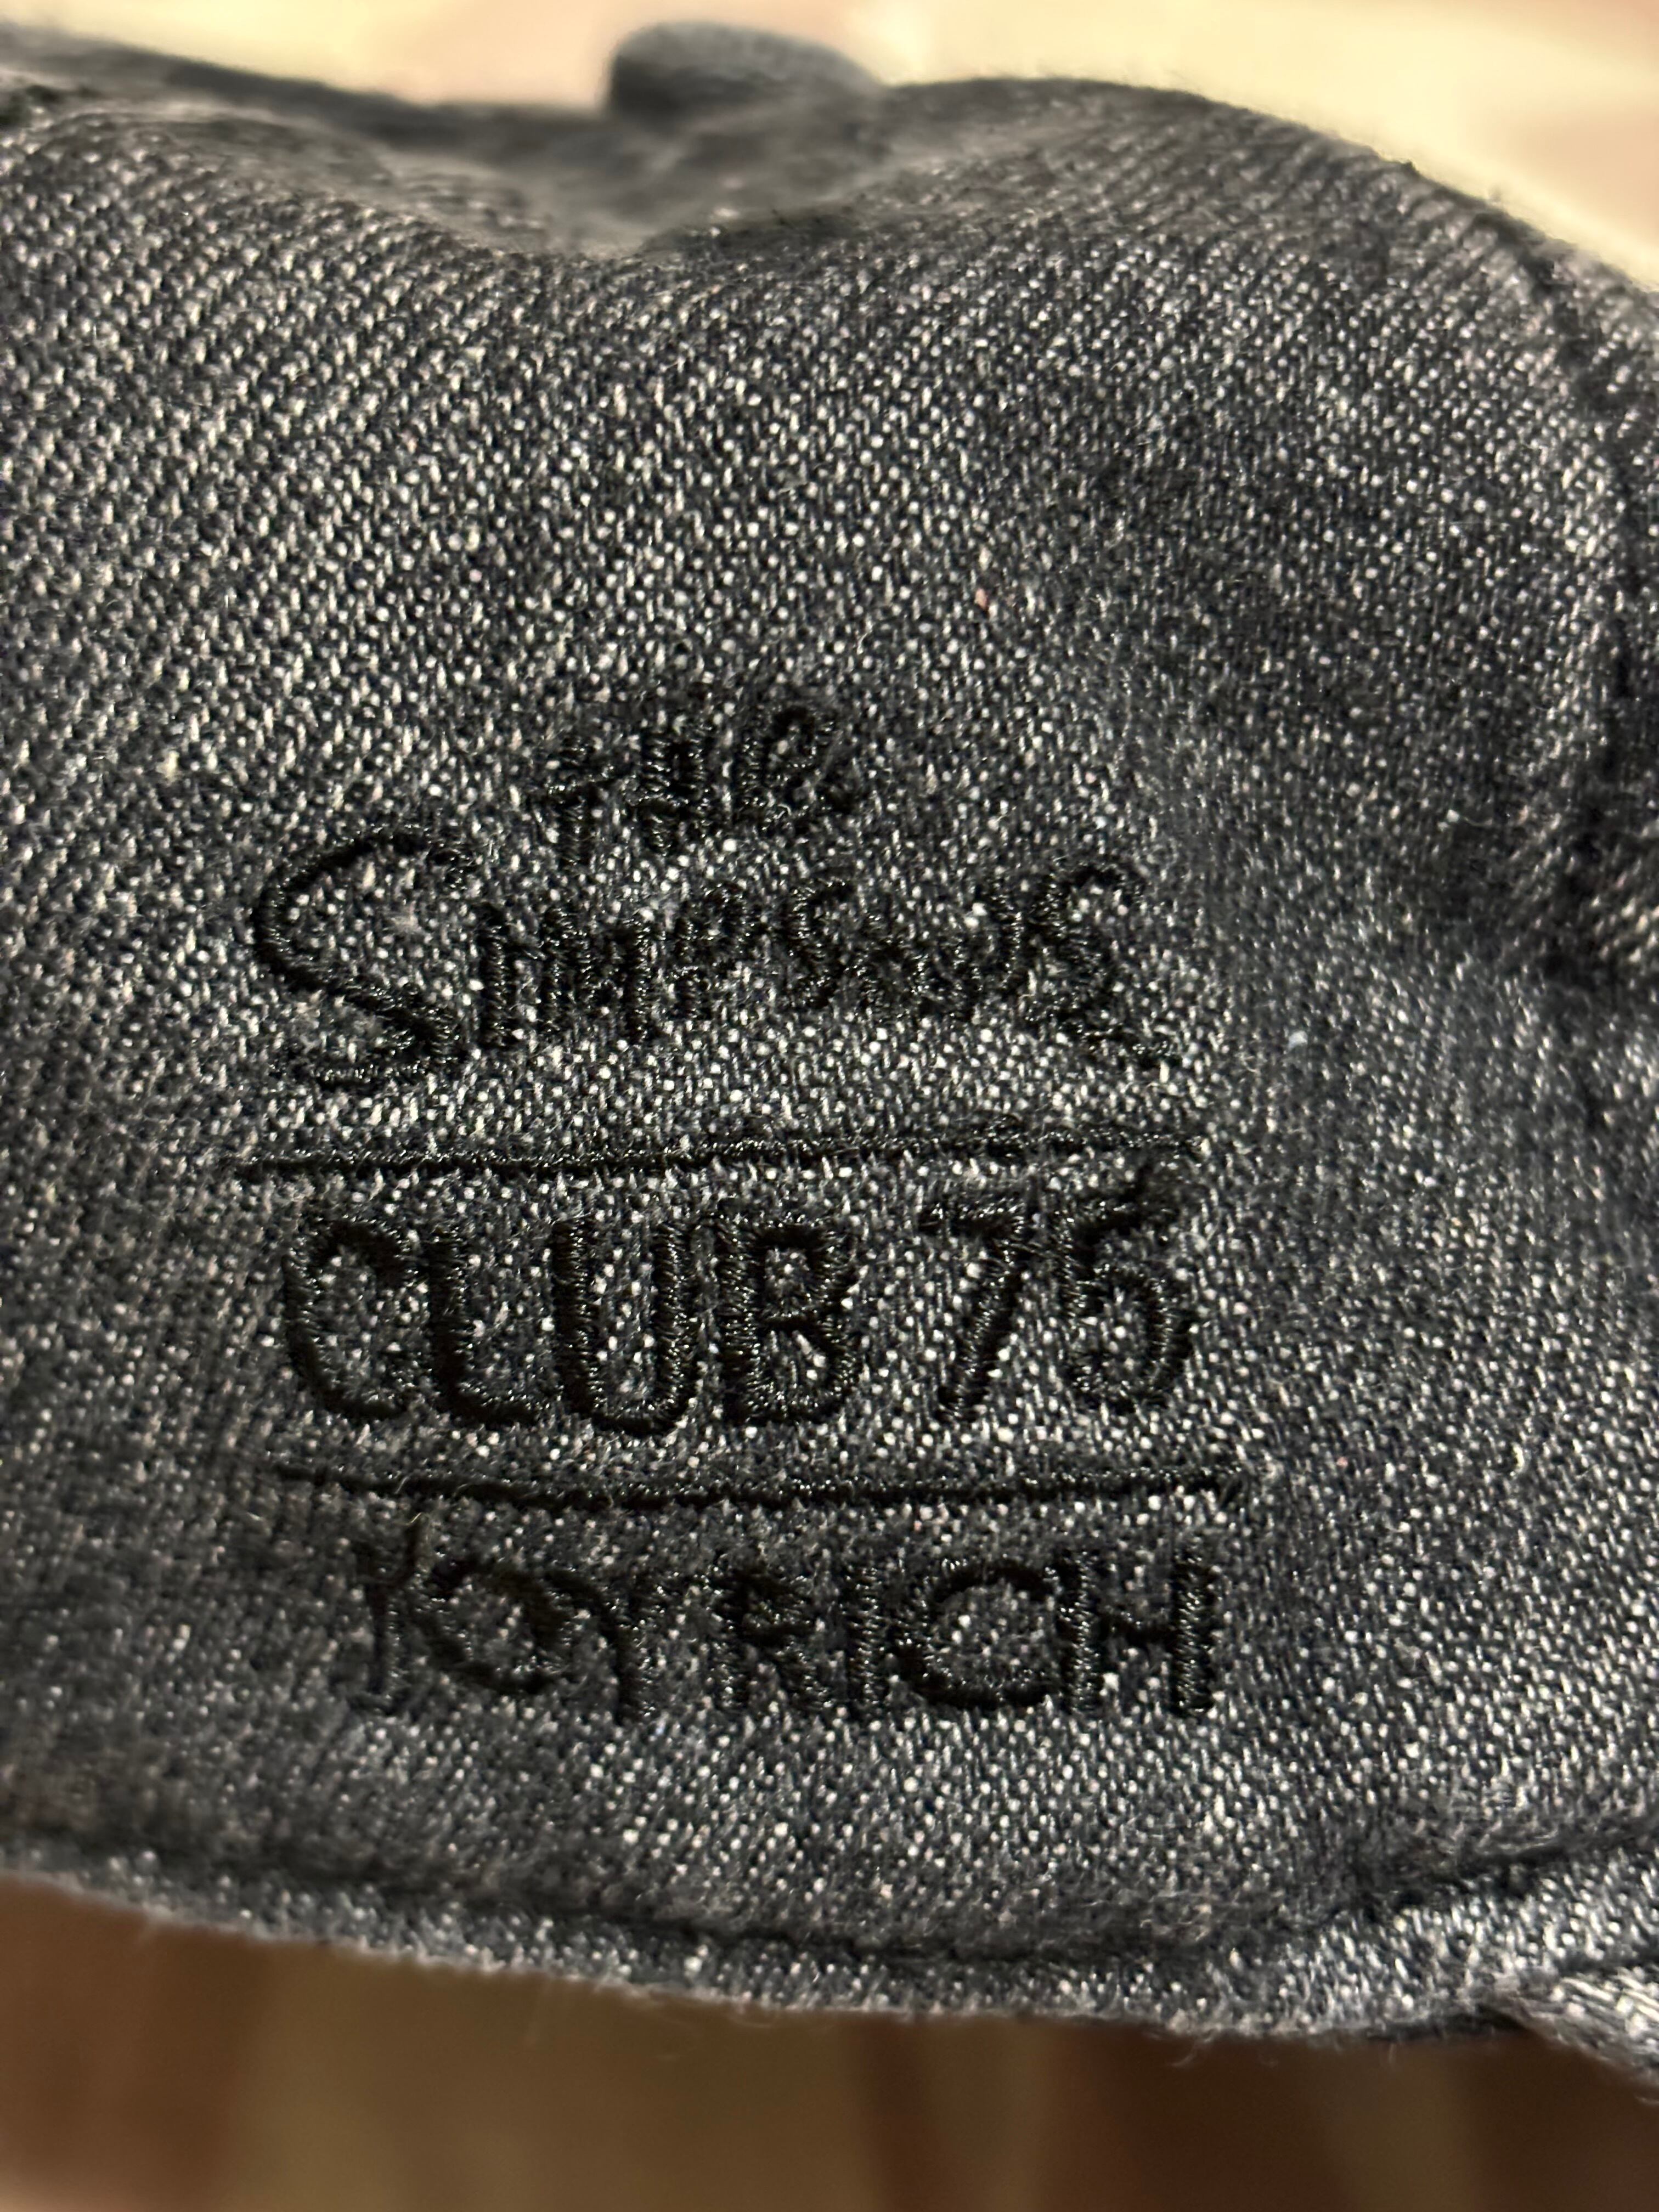 THe
SIMPSONS
CLUB 75
JOYRICH